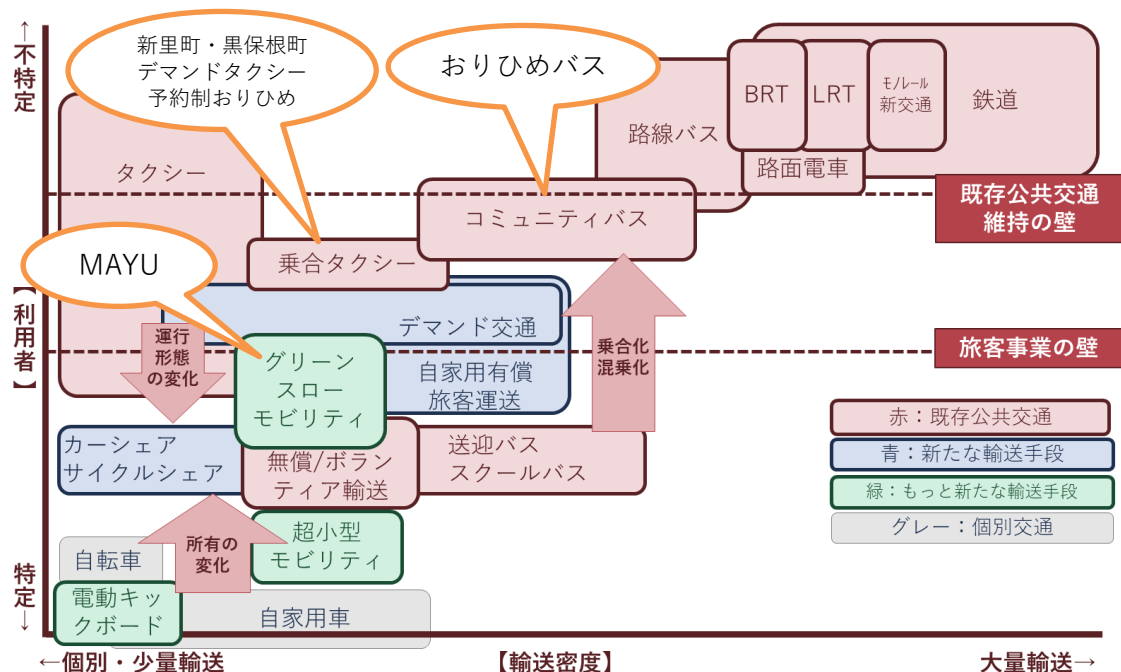 ↑不特定
【利用者】
特定↓
新里町・黒保根町
デマンドタクシー
予約制おりひめ
おりひめバス
MAYU
タクシー
乗合タクシー
コミュニティバス
路線バス
BRT
LRT
モノレール
新交通
鉄道
路面電車
既存公共交通
維持の壁
デマンド交通
運行
形態
の変化
グリーン
スロー
モビリティ
自家用有償
旅客運送
乗合化
混乗化
旅客事業の壁
カーシェア
サイクルシェア
無償/ボラン
ティア輸送
送迎バス
スクールバス
赤：既存公共交通
青：新たな輸送手段
緑：もっと新たな輸送手段
グレー：個別交通
所有の
変化
超小型
モビリティ
自転車
電動キッ
クボード
自家用車
←個別・少量輸送
【輸送密度】
大量輸送→